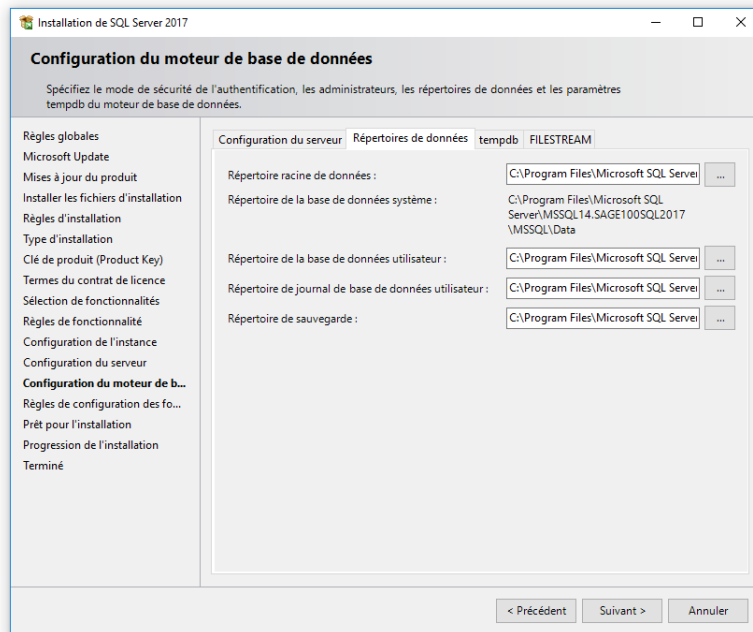 Installation de SQL Server 2017
Configuration du moteur de base de données
Spécifiez le mode de sécurité de l'authentification, les administrateurs, les répertoires de données et les paramètres
tempdb du moteur de base de données.
Règles globales
Microsoft Update
Mises à jour du produit
Installer les fichiers d'installation
Règles d'installation
Type d'installation
Clé de produit (Product Key)
Termes du contrat de licence
Sélection de fonctionnalités
Règles de fonctionnalité
Configuration de l'instance
Configuration du serveur
Configuration du moteur de b...
Règles de configuration des fo...
Prêt pour l'installation
Progression de l'installation
Terminé
Configuration du serveur Répertoires de données tempdb FILESTREAM
Répertoire racine de données : C:\Program Files\Microsoft SQL Server ...
Répertoire de la base de données système : C:\Program Files\Microsoft SQL
Server\MSSQL14.SAGE100SQL2017
\MSSQL\Data
Répertoire de la base de données utilisateur : C:\Program Files\Microsoft SQL Server ...
Répertoire de journal de base de données utilisateur : C:\Program Files\Microsoft SQL Server ...
Répertoire de sauvegarde : C:\Program Files\Microsoft SQL Server ...
< Précédent Suivant > Annuler